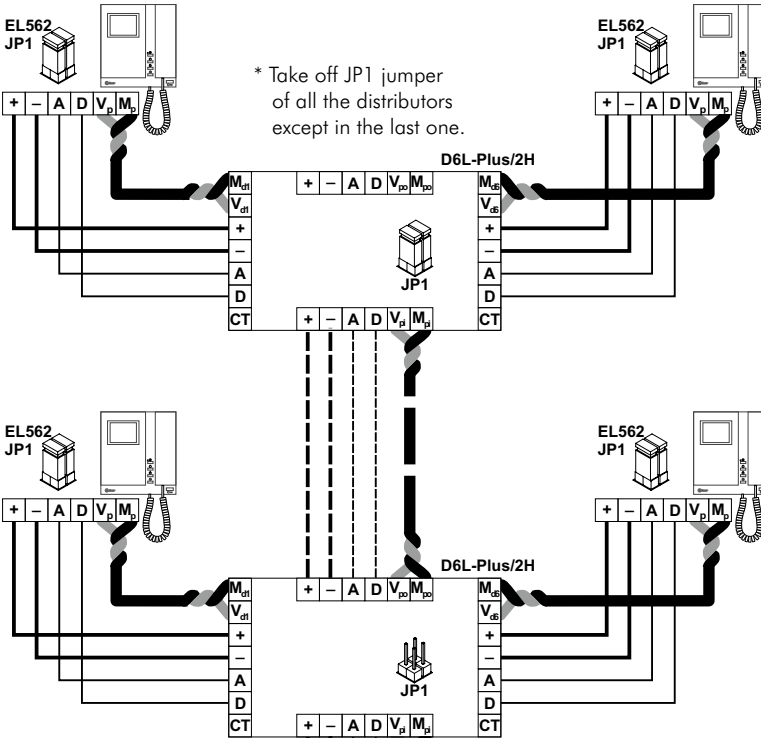 EL562
JP1
EL562
JP1
* Take off JP1 jumper
of all the distributors
except in the last one.
+ – A D Vp Mp
+ – A D Vp Mp
D6L-Plus/2H
Md1
+ – A D Vpo Mpo
Md6
Vd1
Vd6
+
+
–
–
A
A
JP1
D
D
CT
+ – A D Vpi Mpi
CT
EL562
JP1
EL562
JP1
+ – A D Vp Mp
+ – A D Vp Mp
D6L-Plus/2H
Md1
+ – A D Vpo Mpo
Md6
Vd1
Vd6
+
+
–
–
A
A
JP1
D
D
CT
+ – A D Vpi Mpi
CT